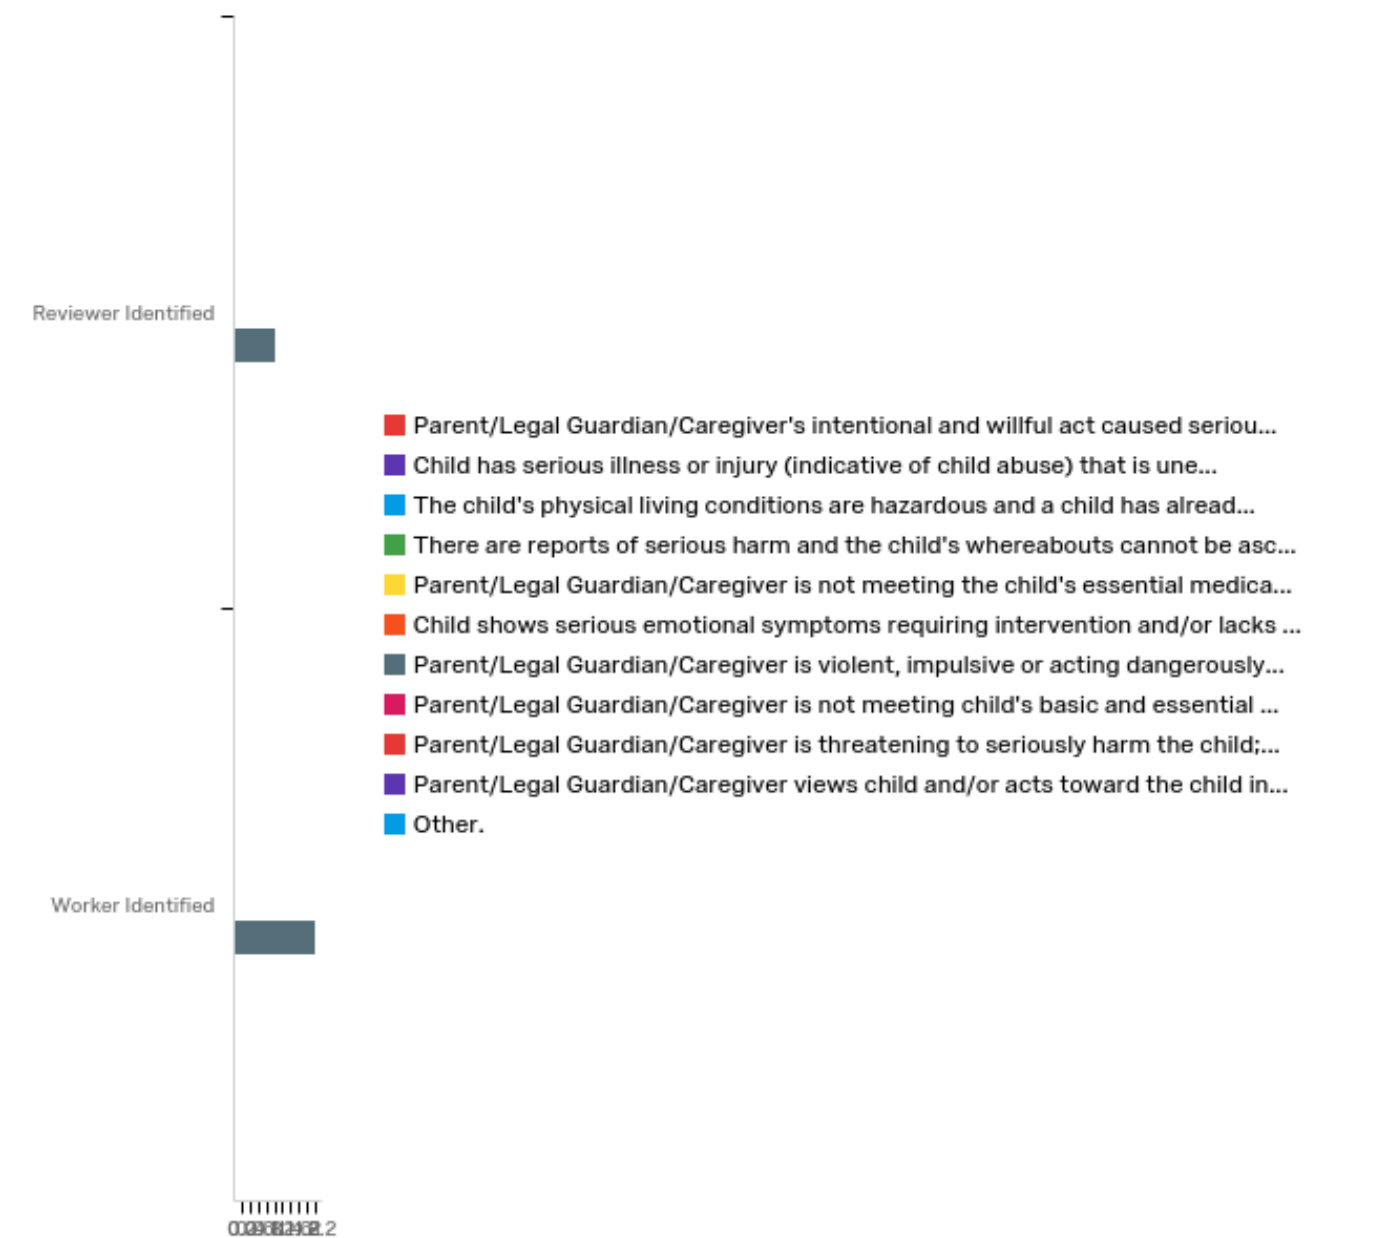 Reviewer Identified
Parent/Legal Guardian/Caregiver's intentional and willful act caused seriou...
Child has serious illness or injury (indicative of child abuse) that is une...
The child's physical living conditions are hazardous and a child has alread...
There are reports of serious harm and the child's whereabouts cannot be asc...
Parent/Legal Guardian/Caregiver is not meeting the child's essential medica...
Child shows serious emotional symptoms requiring intervention and/or lacks ...
Parent/Legal Guardian/Caregiver is violent, impulsive or acting dangerously...
Parent/Legal Guardian/Caregiver is not meeting child's basic and essential ...
Parent/Legal Guardian/Caregiver is threatening to seriously harm the child;...
Parent/Legal Guardian/Caregiver views child and/or acts toward the child in...
Other.
Worker Identified